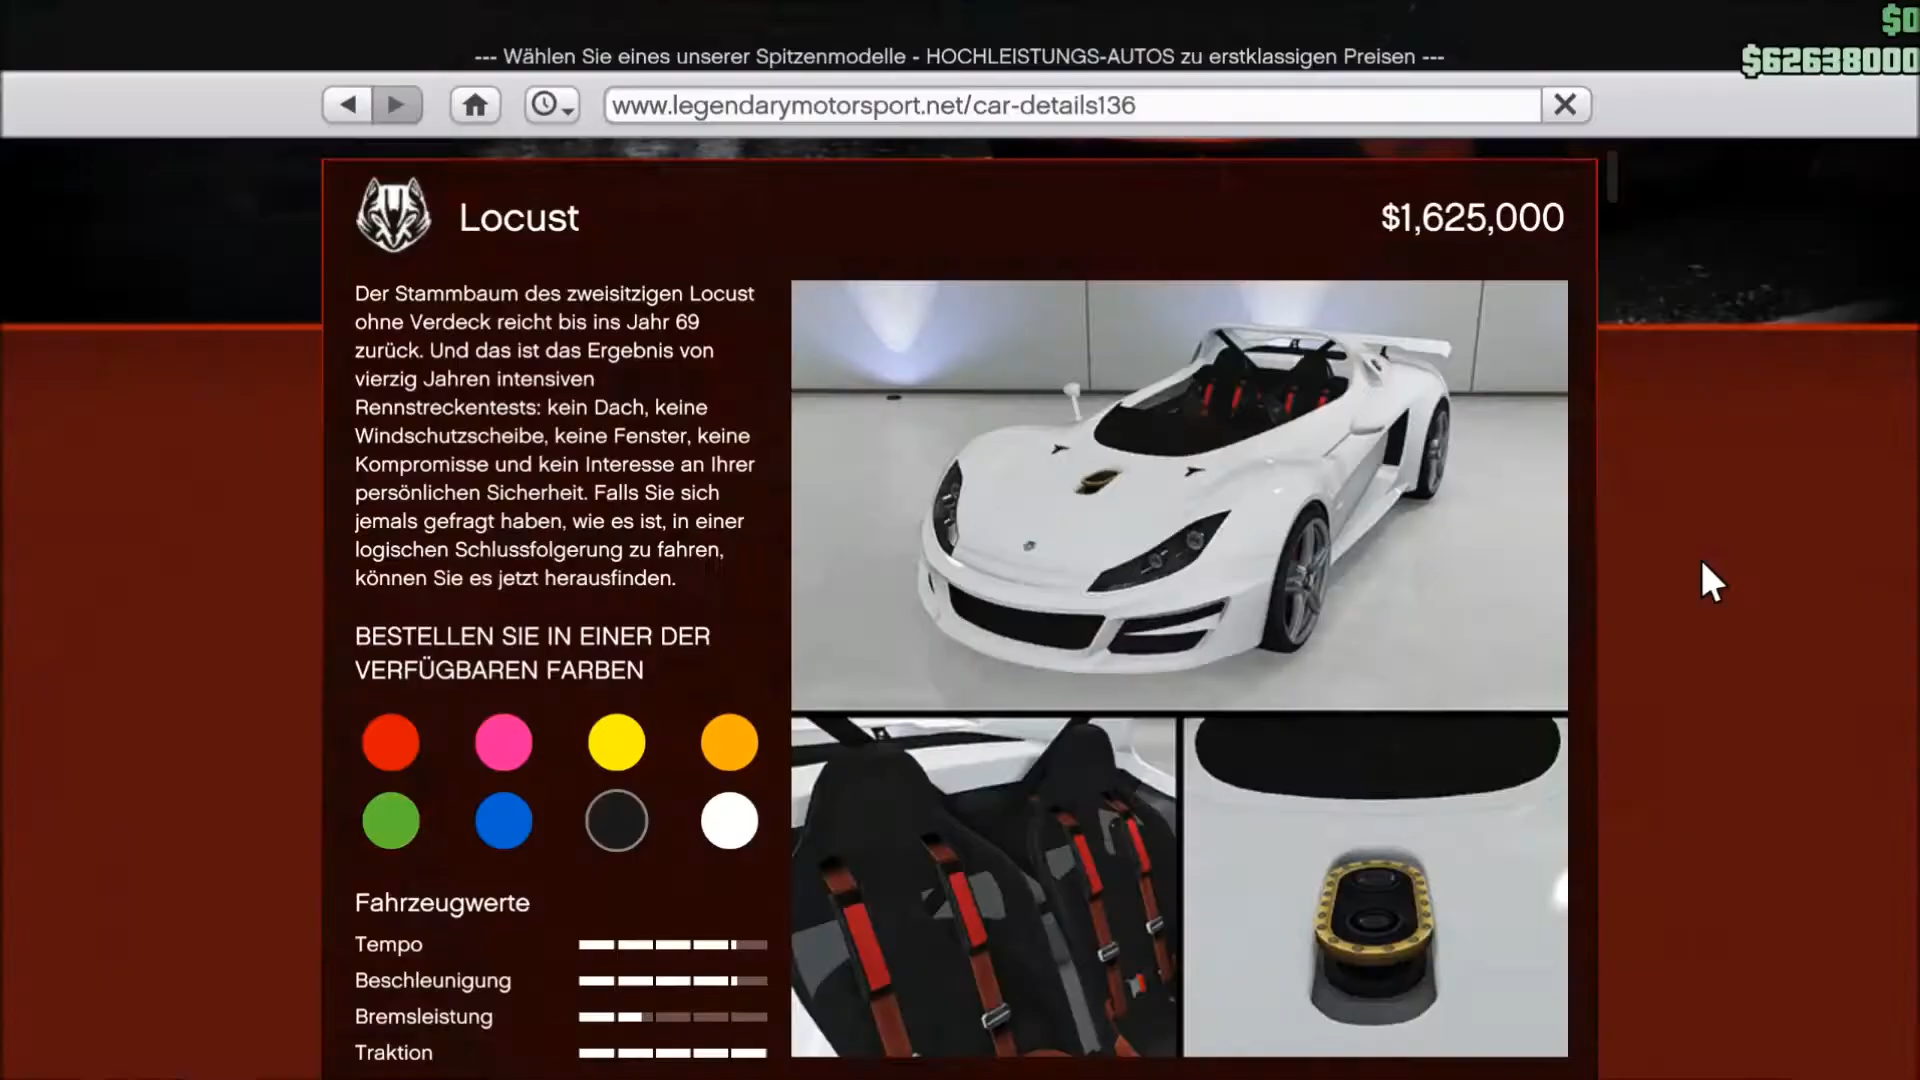 $0
--- Wählen Sie eines unserer Spitzenmodelle - HOCHLEISTUNGS-AUTOS zu erstklassigen Preisen ---
$62638000
www.legendarymotorsport.net/car-details136
Locust
$1,625,000
Der Stammbaum des zweisitzigen Locust
ohne Verdeck reicht bis ins Jahr 69
zurück. Und das ist das Ergebnis von
vierzig Jahren intensiven
Rennstreckentests: kein Dach, keine
Windschutzscheibe, keine Fenster, keine
Kompromisse und kein Interesse an Ihrer
persönlichen Sicherheit. Falls Sie sich
jemals gefragt haben, wie es ist, in einer
logischen Schlussfolgerung zu fahren,
können Sie es jetzt herausfinden.
BESTELLEN SIE IN EINER DER
VERFÜGBAREN FARBEN
Fahrzeugwerte
Tempo
Beschleunigung
Bremsleistung
Traktion